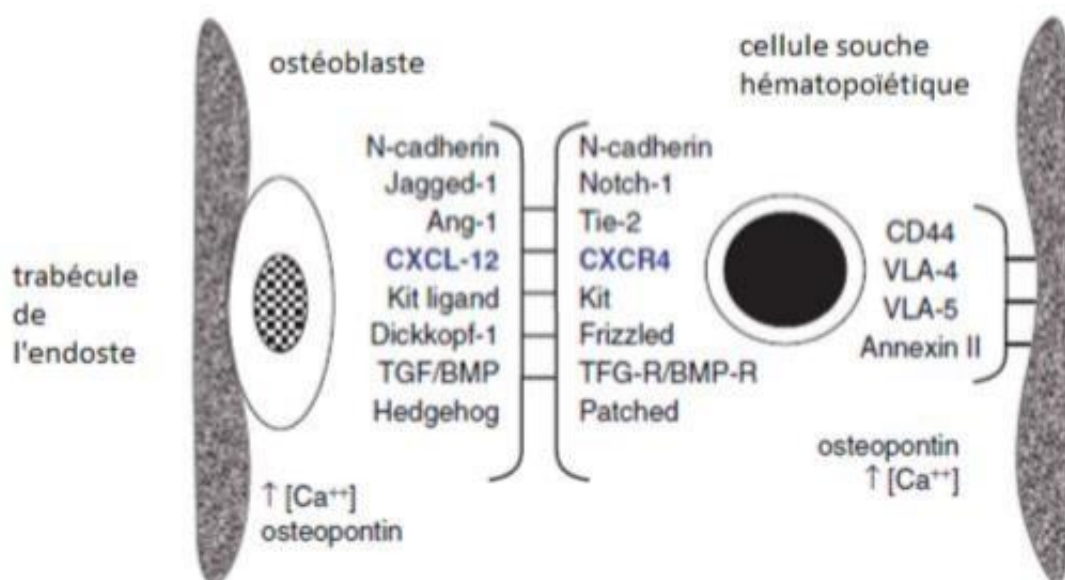 ostéoblaste
cellule souche
hématopoïétique
trabécule
de
l'endoste
N-cadherin
Jagged-1
Ang-1
CXCL-12
Kit ligand
Dickkopf-1
TGF/BMP
Hedgehog
N-cadherin
Notch-1
Tie-2
CXCR4
Kit
Frizzled
TFG-R/BMP-R
Patched
CD44
VLA-4
VLA-5
Annexin II
↑ [Ca⁺⁺]
osteopontin
osteopontin
↑ [Ca⁺⁺]